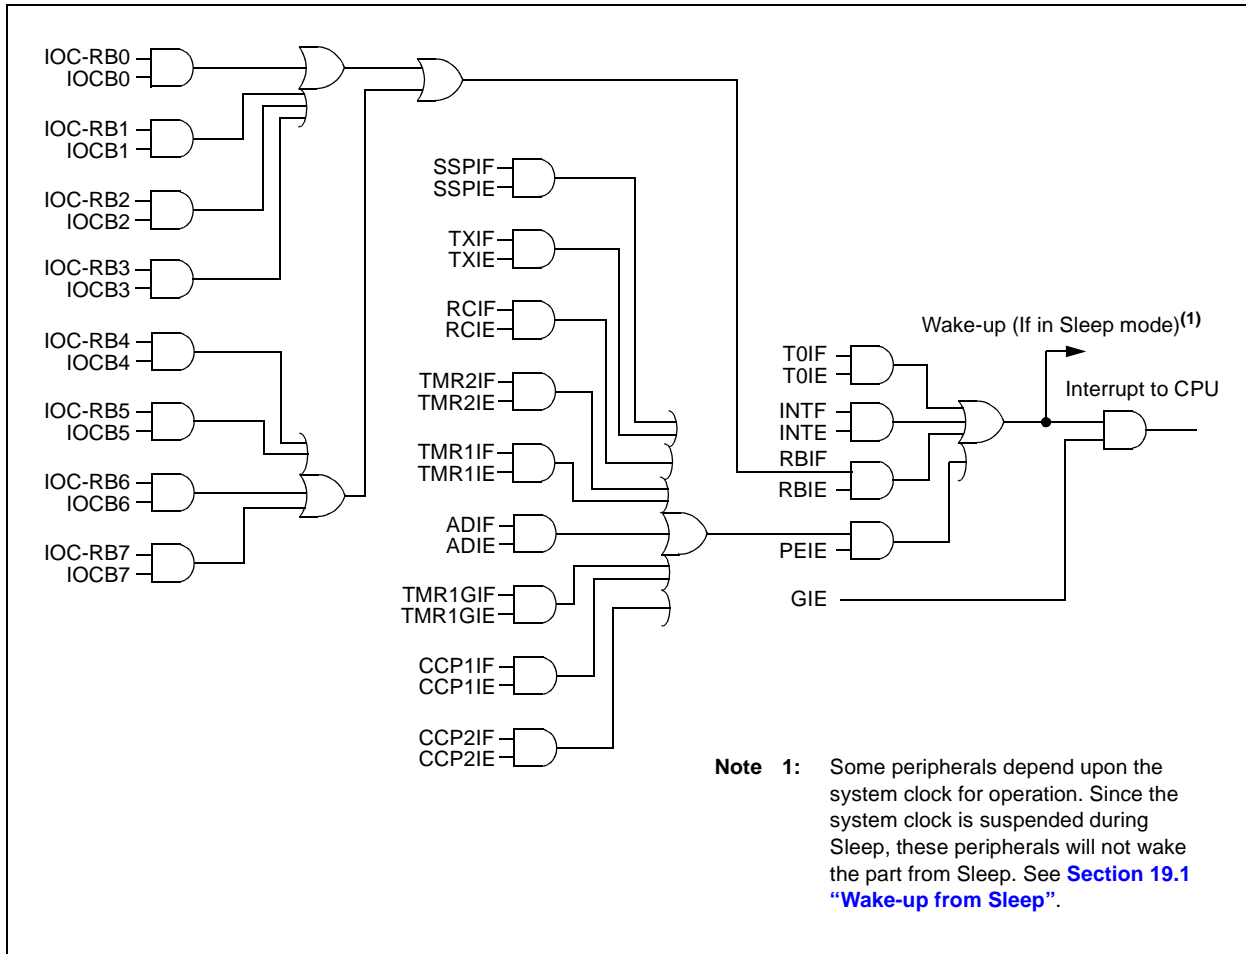 IOC-RB0
IOCB0
IOC-RB1
IOCB1
IOC-RB2
IOCB2
IOC-RB3
IOCB3
IOC-RB4
IOCB4
IOC-RB5
IOCB5
IOC-RB6
IOCB6
IOC-RB7
IOCB7
SSPIF
SSPIE
TXIF
TXIE
RCIF
RCIE
TMR2IF
TMR2IE
TMR1IF
TMR1IE
ADIF
ADIE
TMR1GIF
TMR1GIE
CCP1IF
CCP1IE
CCP2IF
CCP2IE
Wake-up (If in Sleep mode)(1)
T0IF
T0IE
Interrupt to CPU
INTF
INTE
RBIF
RBIE
PEIE
GIE
Note 1: Some peripherals depend upon the
system clock for operation. Since the
system clock is suspended during
Sleep, these peripherals will not wake
the part from Sleep. See Section 19.1
“Wake-up from Sleep”.